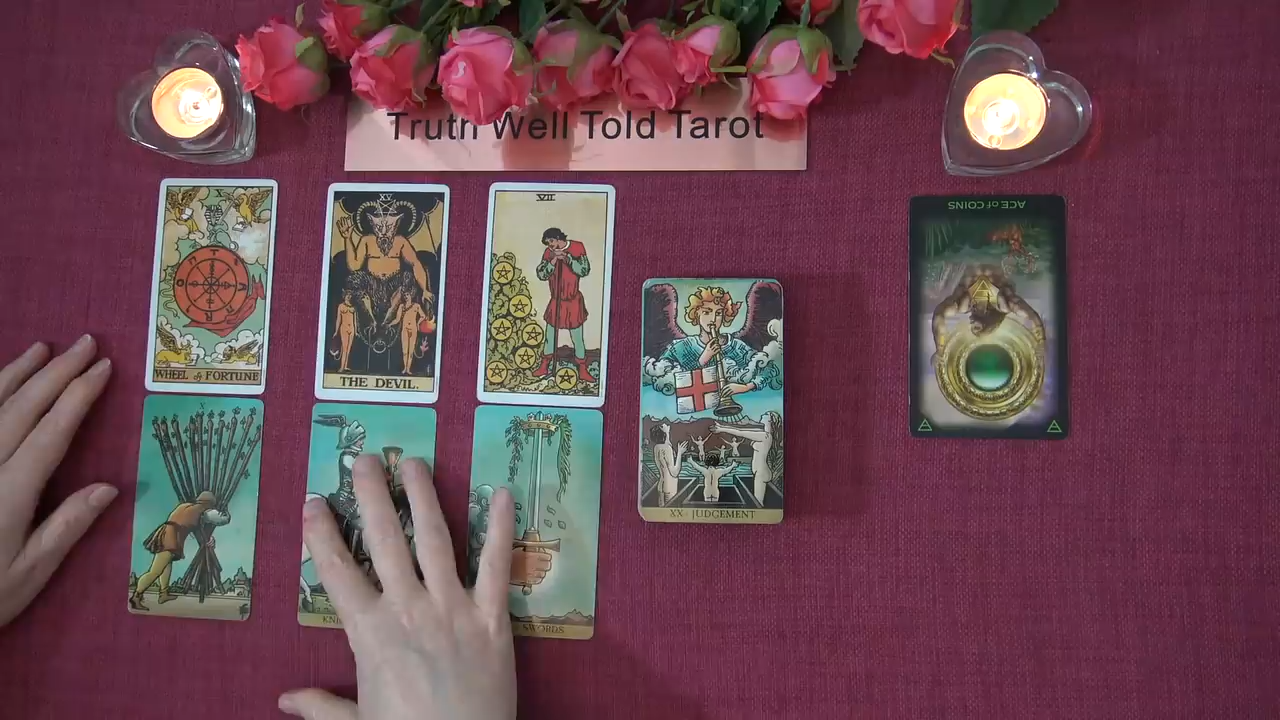 Truth Well Told Tarot
X
WHEEL of FORTUNE
XV
THE DEVIL.
VII
XX JUDGEMENT
ACE of COINS
X
SWORDS